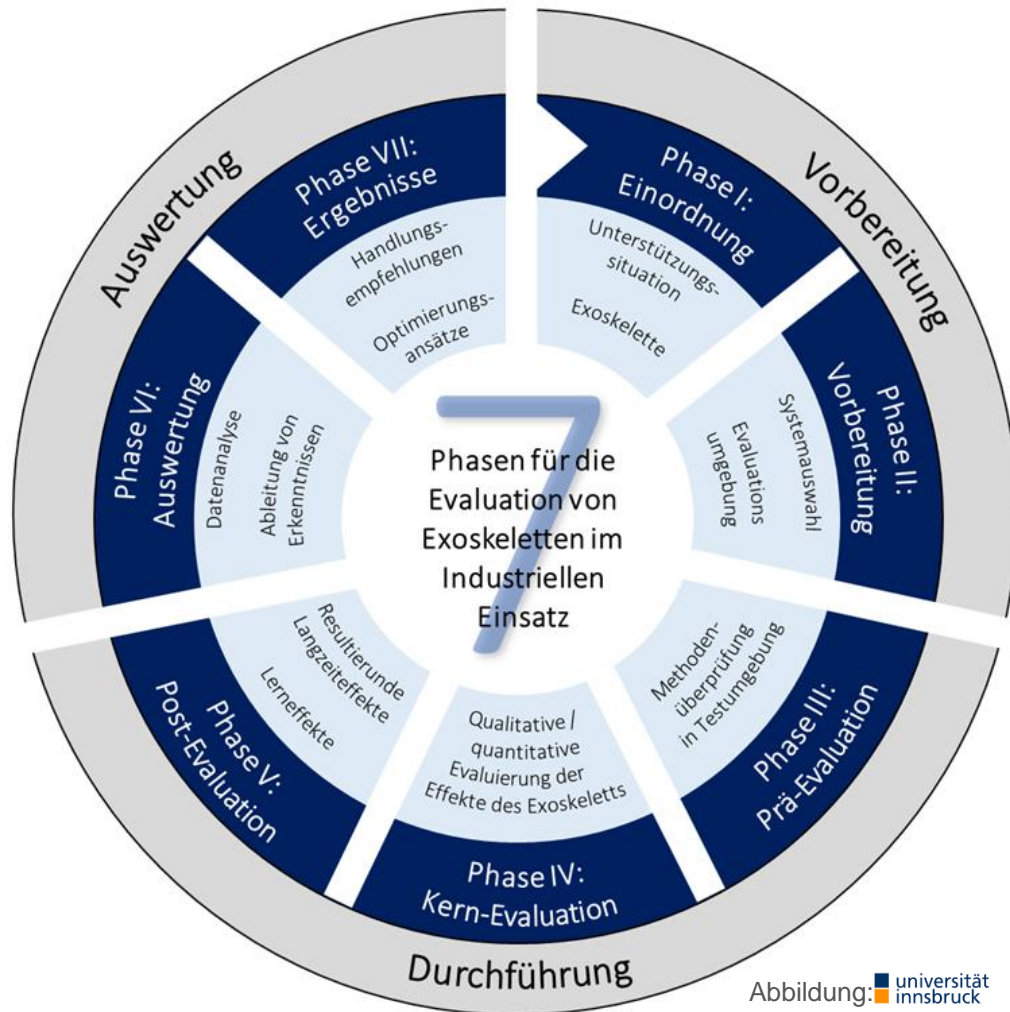 7
Phasen für die
Evaluation von
Exoskeletten im
Industriellen
Einsatz
Vorbereitung
Phase I:
Einordnung
Unterstützungs-
situation
Exoskelette
Phase II:
Vorbereitung
Systemauswahl
Evaluations
umgebung
Durchführung
Phase III:
Prä-Evaluation
Methoden-
überprüfung
in Testumgebung
Phase IV:
Kern-Evaluation
Qualitative /
quantitative
Evaluierung der
Effekte des Exoskeletts
Phase V:
Post-Evaluation
Resultierunde
Langzeiteffekte
Lerneffekte
Auswertung
Phase VI:
Auswertung
Datenanalyse
Ableitung von
Erkenntnissen
Phase VII:
Ergebnisse
Handlungs-
empfehlungen
Optimierungs-
ansätze
Abbildung:
universität
innsbruck